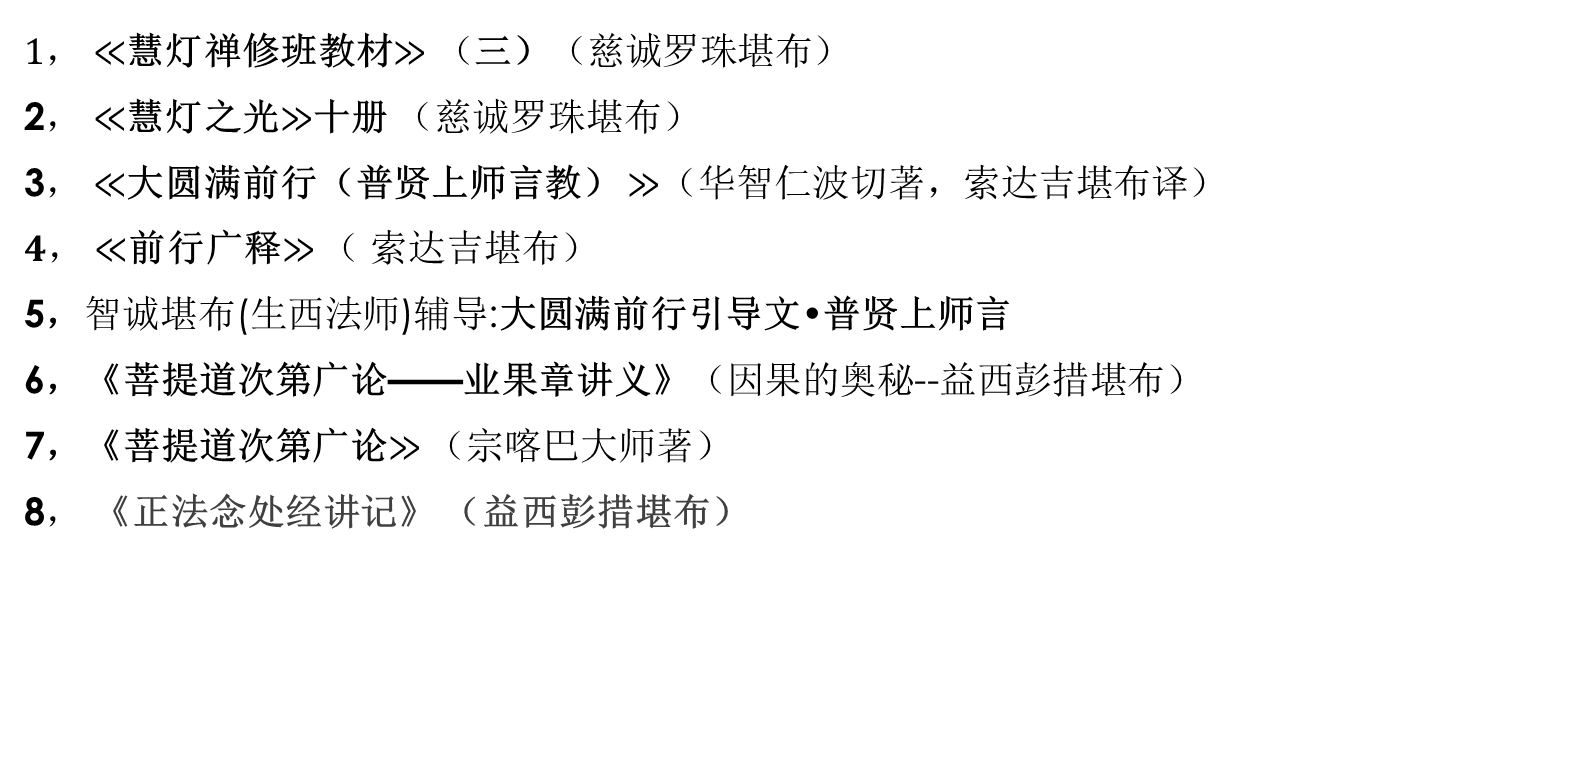 1， ≪慧灯禅修班教材≫ （三）（慈诚罗珠堪布）
2， ≪慧灯之光≫十册 （慈诚罗珠堪布）
3， ≪大圆满前行（普贤上师言教） ≫（华智仁波切著，索达吉堪布译）
4， ≪前行广释≫ （ 索达吉堪布）
5，智诚堪布(生西法师)辅导:大圆满前行引导文•普贤上师言
6，《菩提道次第广论——业果章讲义》（因果的奥秘--益西彭措堪布）
7，《菩提道次第广论≫ （宗喀巴大师著）
8， 《正法念处经讲记》 （益西彭措堪布）